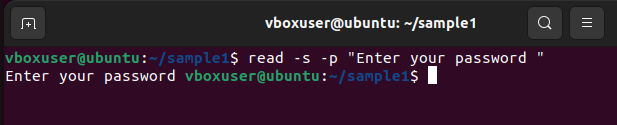 vboxuser@ubuntu: ~/sample1
vboxuser@ubuntu:~/sample1$ read -s -p "Enter your password "
Enter your password vboxuser@ubuntu:~/sample1$